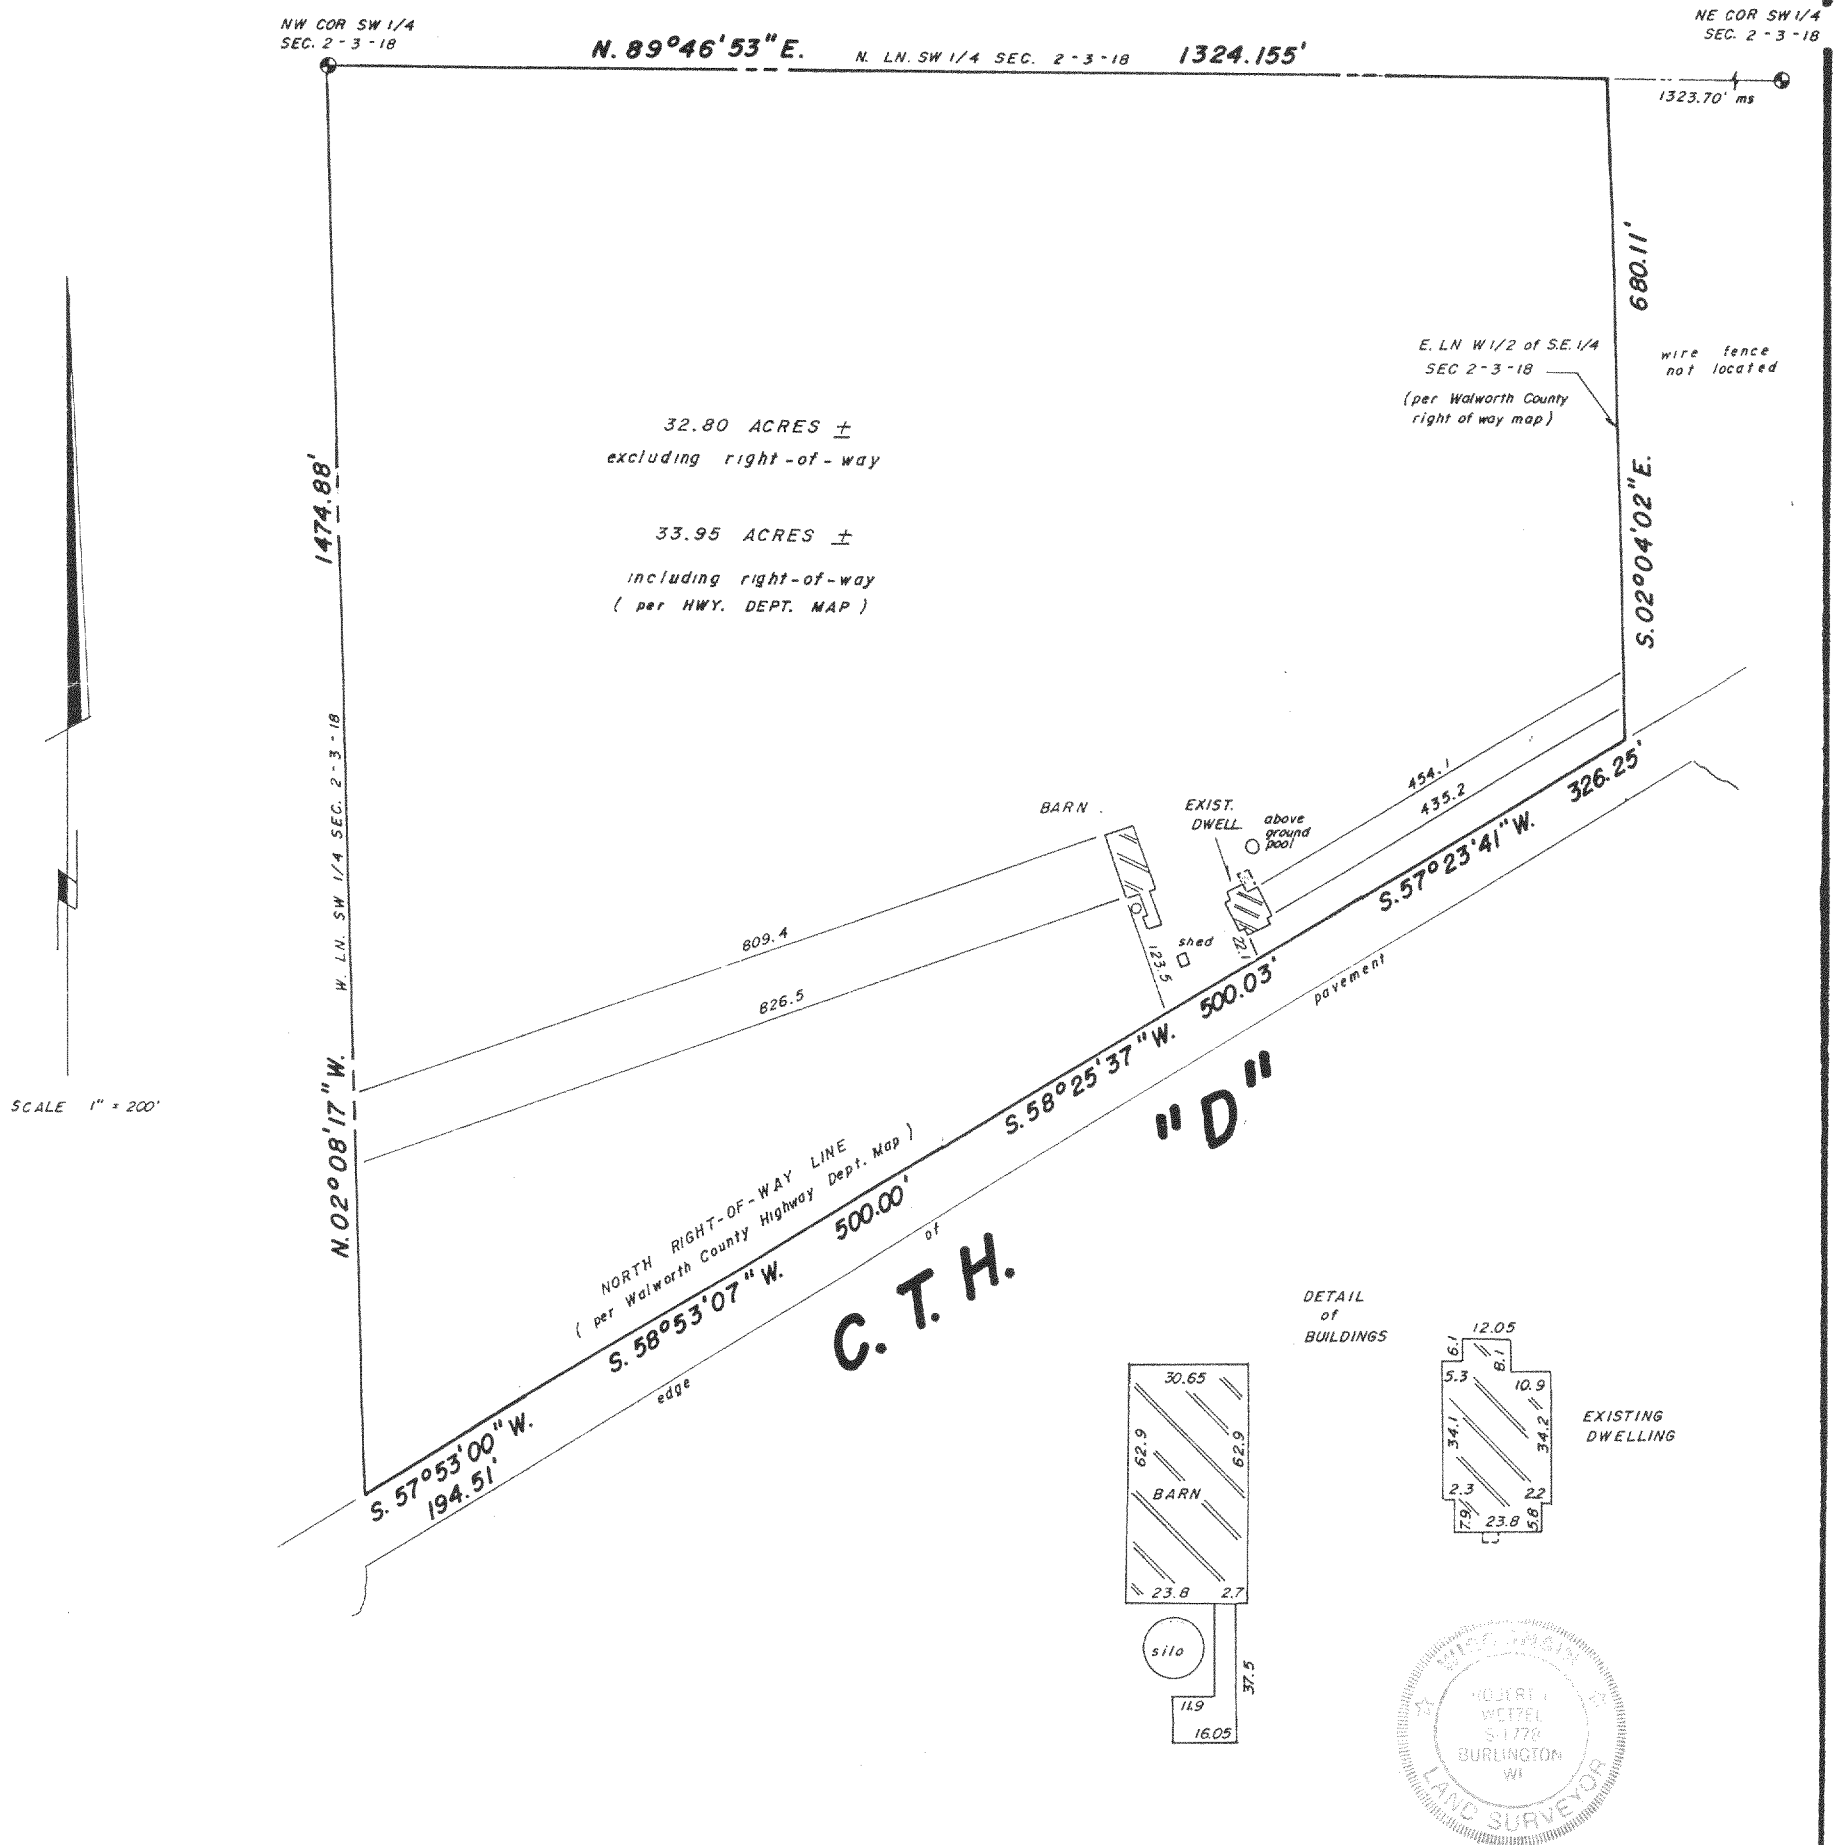 NW COR SW 1/4
SEC. 2-3-18
N. 89°46'53"E.
N. LN. SW 1/4 SEC. 2-3-18
1324.155'
NE COR SW 1/4
SEC. 2-3-18
1323.70' ms
680.11'
E. LN W 1/2 of S.E. 1/4
SEC 2-3-18
(per Walworth County
right of way map)
wire fence
not located
32.80 ACRES ±
excluding right-of-way
33.95 ACRES ±
including right-of-way
( per HWY. DEPT. MAP )
1474.88'
S. 02°04'02"E.
W. LN. SW 1/4 SEC. 2-3-18
N. 02°08'17"W.
SCALE 1" = 200'
454.1
435.2
326.25'
S. 57°23'41"W.
BARN
EXIST.
DWELL.
above
ground
pool
809.4
826.5
123.5
shed
22.1
500.03'
S. 58°25'37"W.
pavement
"D"
NORTH RIGHT-OF-WAY LINE
( per Walworth County Highway Dept. Map )
500.00'
S. 58°53'07"W.
of
C. T. H.
edge
S. 57°53'00"W.
194.51'
DETAIL
of
BUILDINGS
30.65
62.9
62.9
BARN
23.8
2.7
silo
37.5
11.9
16.05
12.05
6.1
8.1
5.3
10.9
34.1
34.2
EXISTING
DWELLING
2.3
2.2
7.9
23.8
5.8
WISCONSIN
WETZEL
S-1778
BURLINGTON
WI
LAND SURVEYOR